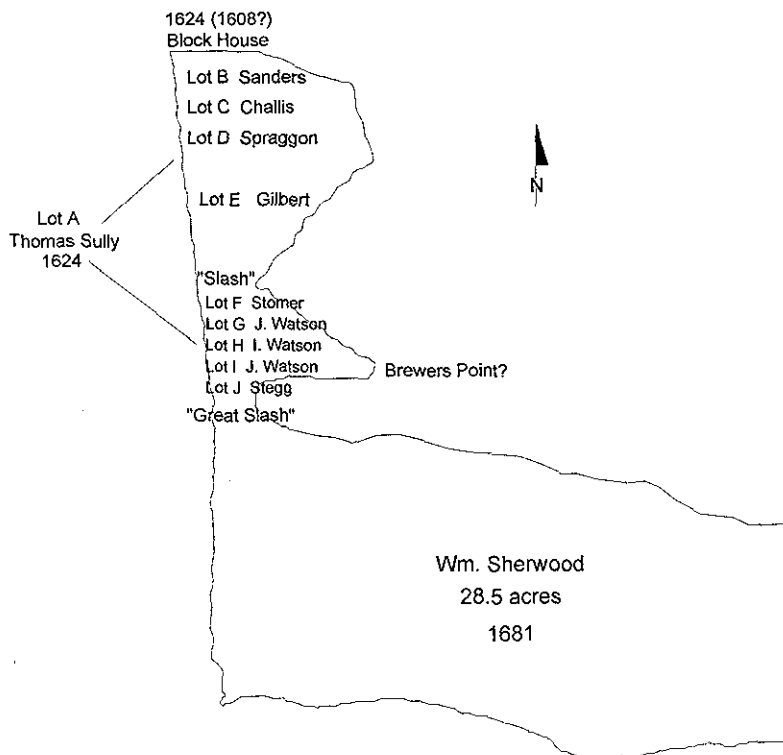 1624 (1608?)
Block House
Lot B Sanders
Lot C Challis
Lot D Spraggon
N
Lot E Gilbert
Lot A
Thomas Sully
1624
"Slash"
Lot F Stomer
Lot G J. Watson
Lot H I. Watson
Lot I J. Watson
Brewers Point?
Lot J Stegg
"Great Slash"
Wm. Sherwood
28.5 acres
1681